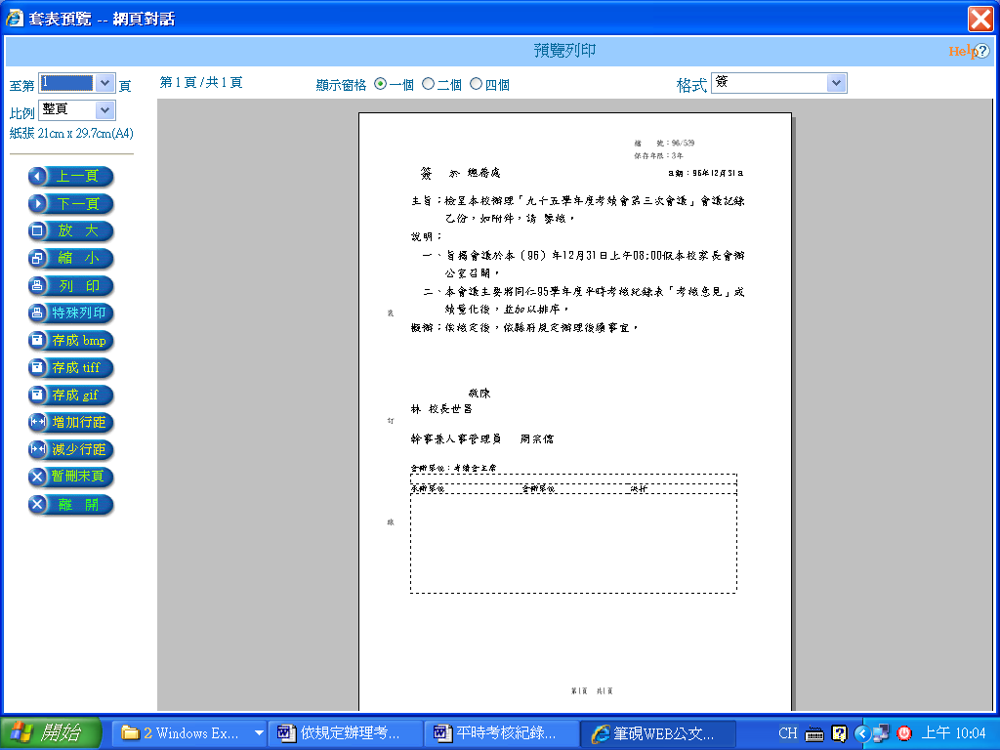 套表預覽 -- 網頁對話
預覽列印
Help?
至第 1 頁
第1頁/共1頁
顯示窗格 一個 二個 四個
格式 簽
比例 整頁
紙張 21cm x 29.7cm(A4)
上一頁
下一頁
放 大
縮 小
列 印
特殊列印
存成 bmp
存成 tiff
存成 gif
增加行距
減少行距
暫刪末頁
離 開
檔 號：96/539
保存年限：3年
簽 於 總務處
日期：96年12月31日
主旨：檢呈本校辦理「九十五學年度考績會第三次會議」會議記錄
乙份，如附件，請 鑒核。
說明：
一、旨揭會議於本（96）年12月31日上午08:00假本校家長會辦
公室召開。
二、本會議主要將同仁95學年度平時考核紀錄表「考核意見」成
績量化後，並加以排序。
擬辦：俟核定後，依縣府規定辦理後續事宜。
裝
敬陳
林 校長世昌
訂
幹事兼人事管理員 周宗儒
會辦單位：考績會主席
承辦單位 會辦單位 決行
線
第1頁 共1頁
開始
2 Windows Ex...
依規定辦理考...
平時考核紀錄...
筆硯WEB公文...
CH
上午 10:04